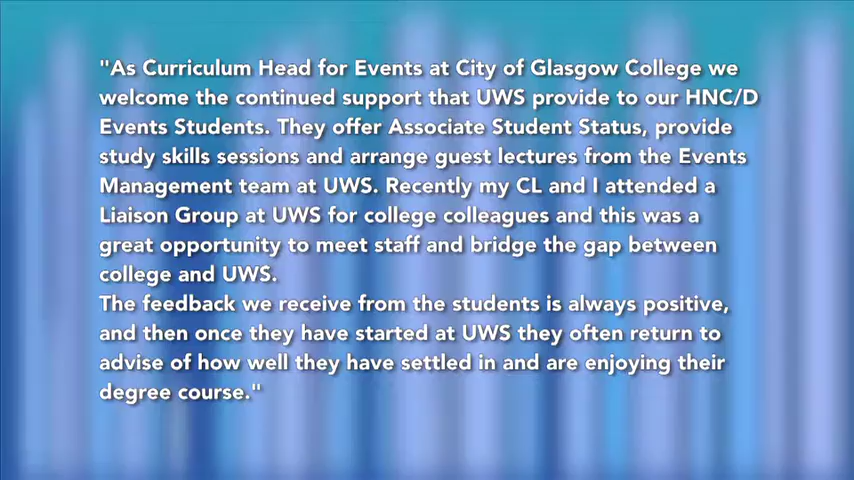 "As Curriculum Head for Events at City of Glasgow College we
welcome the continued support that UWS provide to our HNC/D
Events Students. They offer Associate Student Status, provide
study skills sessions and arrange guest lectures from the Events
Management team at UWS. Recently my CL and I attended a
Liaison Group at UWS for college colleagues and this was a
great opportunity to meet staff and bridge the gap between
college and UWS.
The feedback we receive from the students is always positive,
and then once they have started at UWS they often return to
advise of how well they have settled in and are enjoying their
degree course."